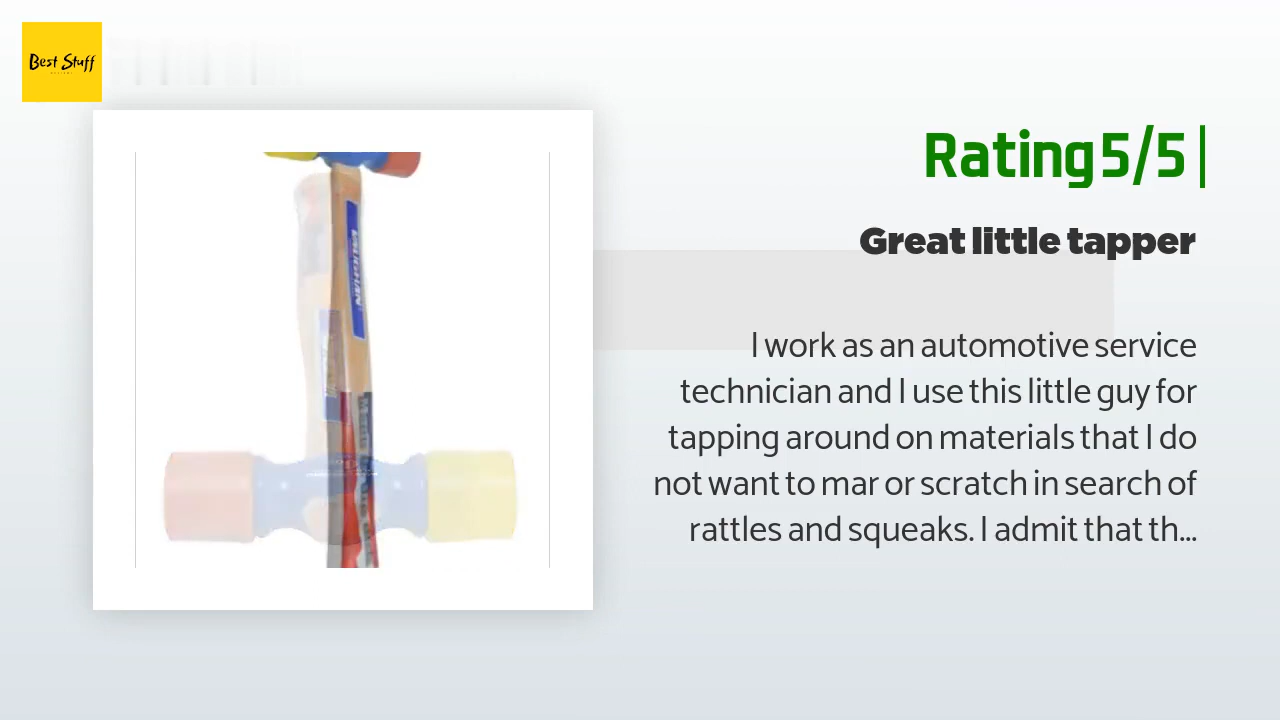 Best Stuff
Rating 5/5 |
Great little tapper
I work as an automotive service
technician and I use this little guy for
tapping around on materials that I do
not want to mar or scratch in search of
rattles and squeaks. I admit that th...
VAUGHAN